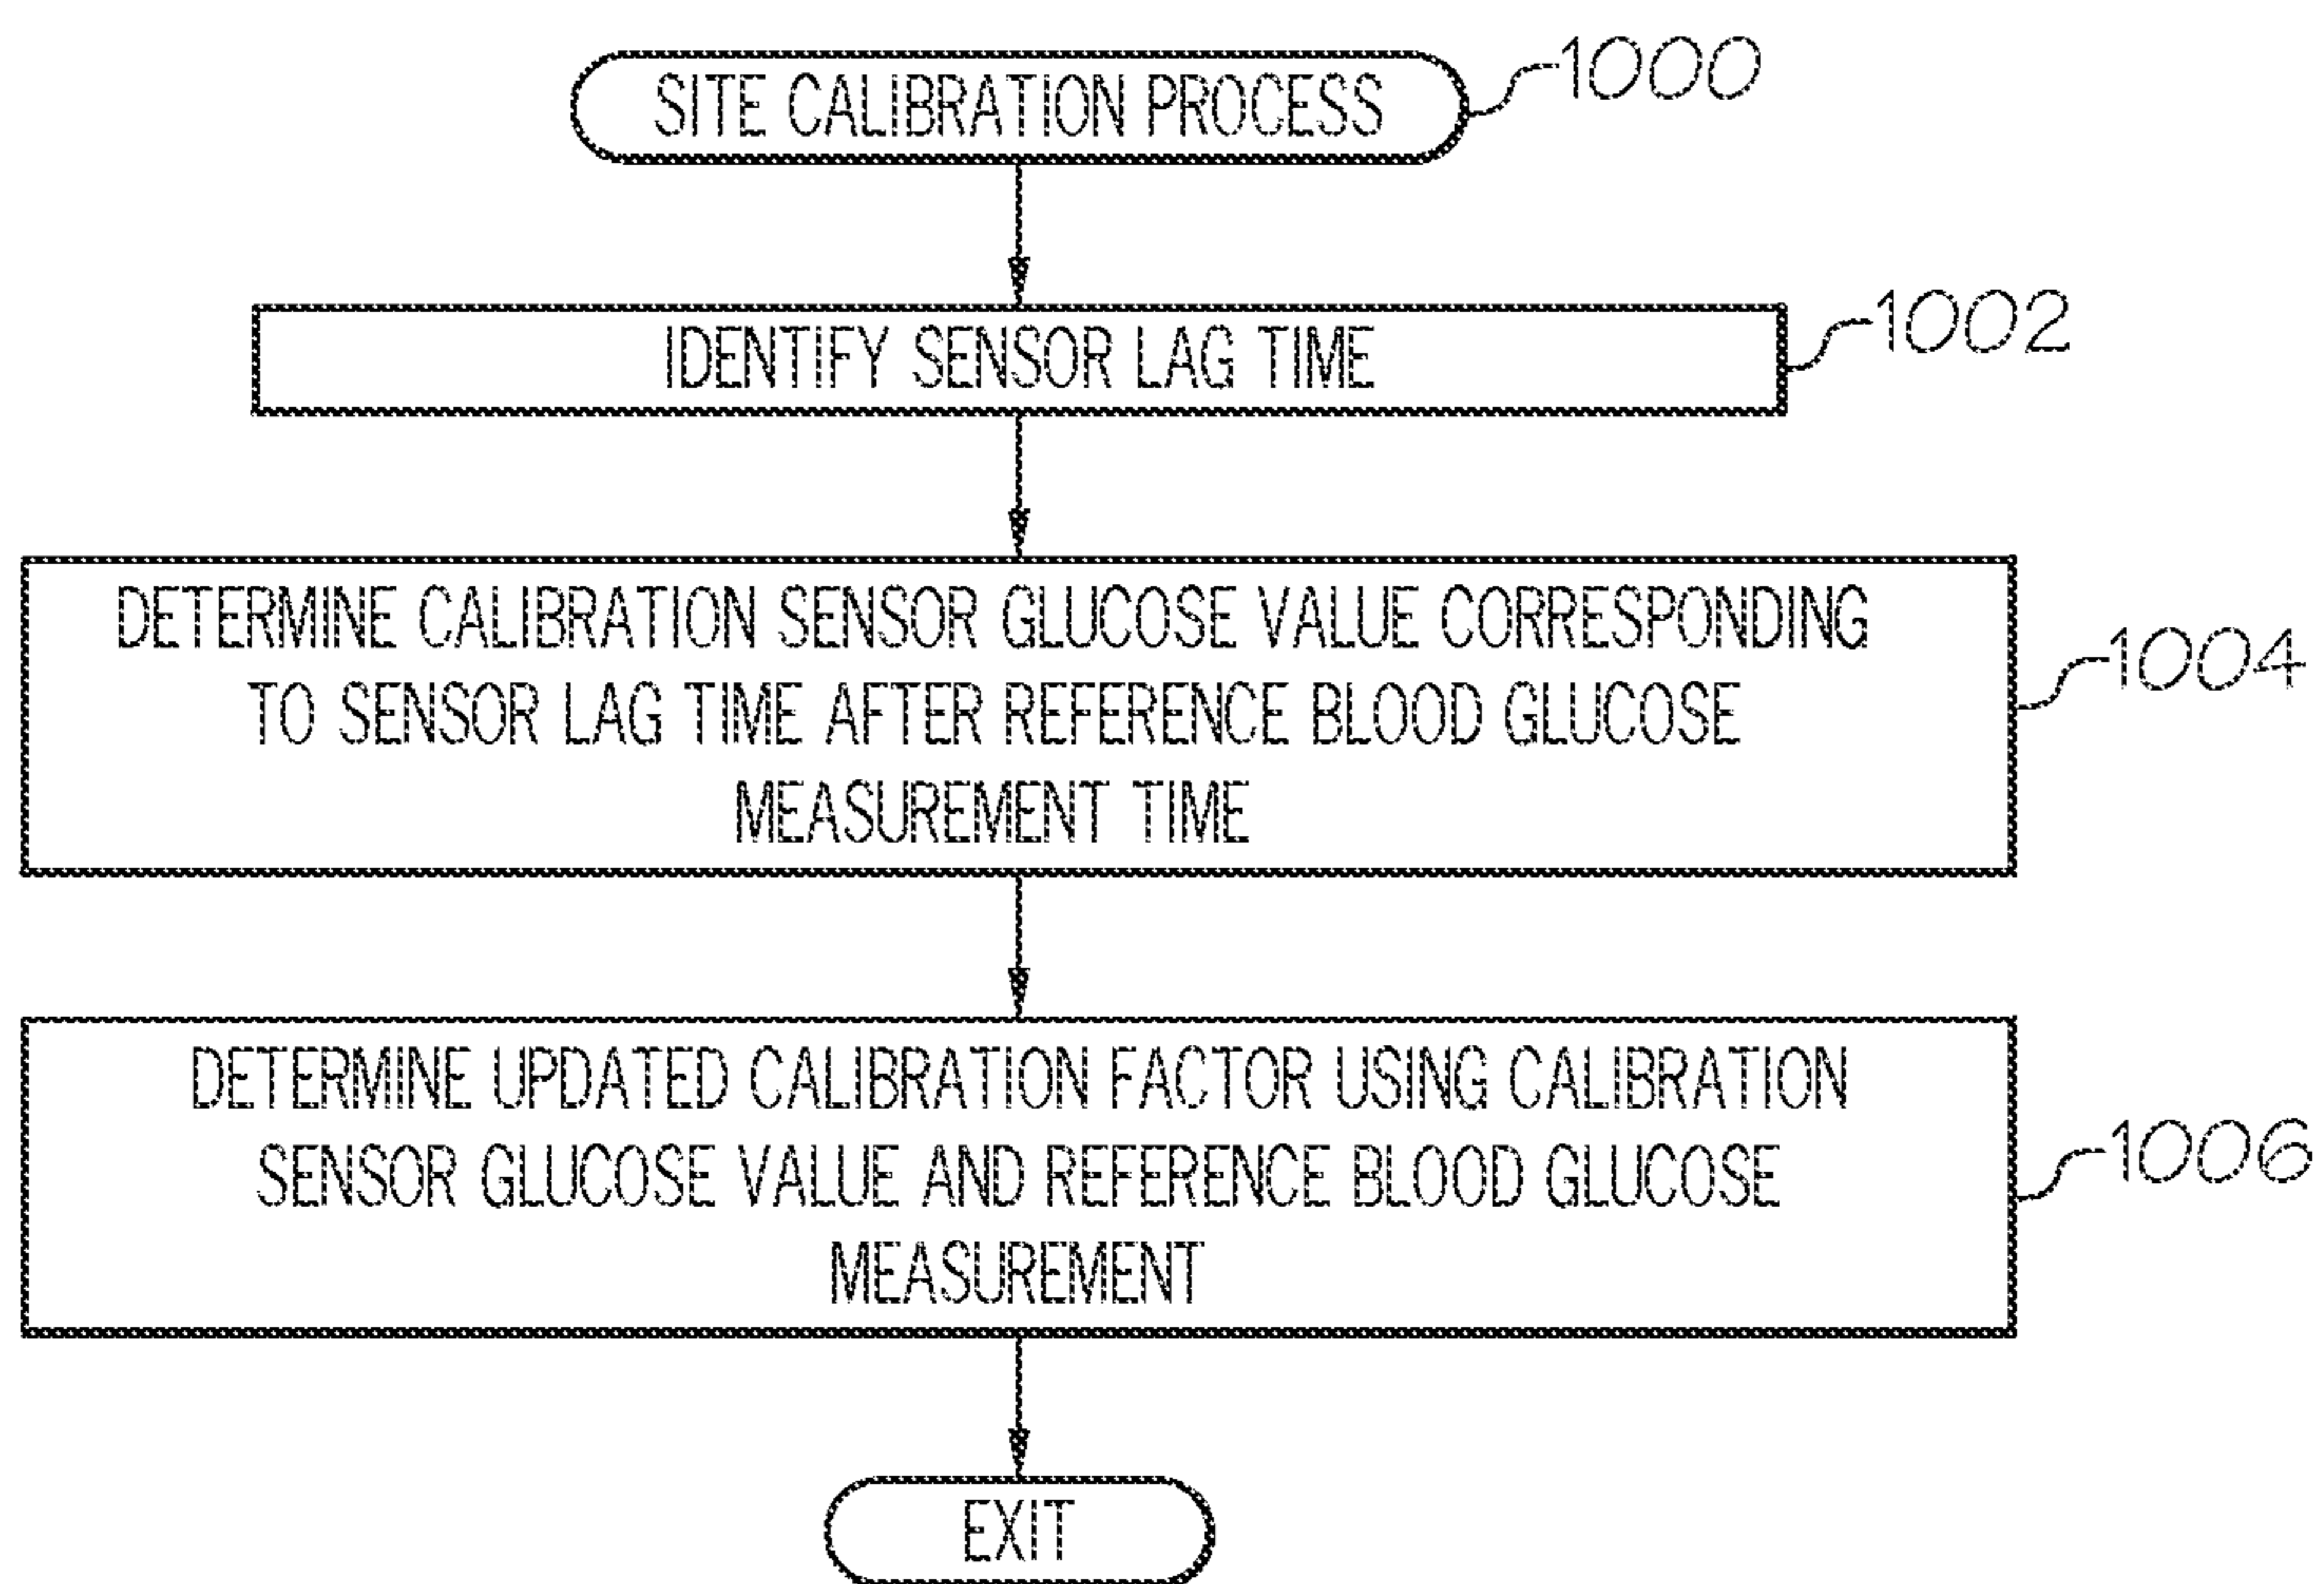 SITE CALIBRATION PROCESS
1000
IDENTIFY SENSOR LAG TIME
1002
DETERMINE CALIBRATION SENSOR GLUCOSE VALUE CORRESPONDING
TO SENSOR LAG TIME AFTER REFERENCE BLOOD GLUCOSE
MEASUREMENT TIME
1004
DETERMINE UPDATED CALIBRATION FACTOR USING CALIBRATION
SENSOR GLUCOSE VALUE AND REFERENCE BLOOD GLUCOSE
MEASUREMENT
1006
EXIT